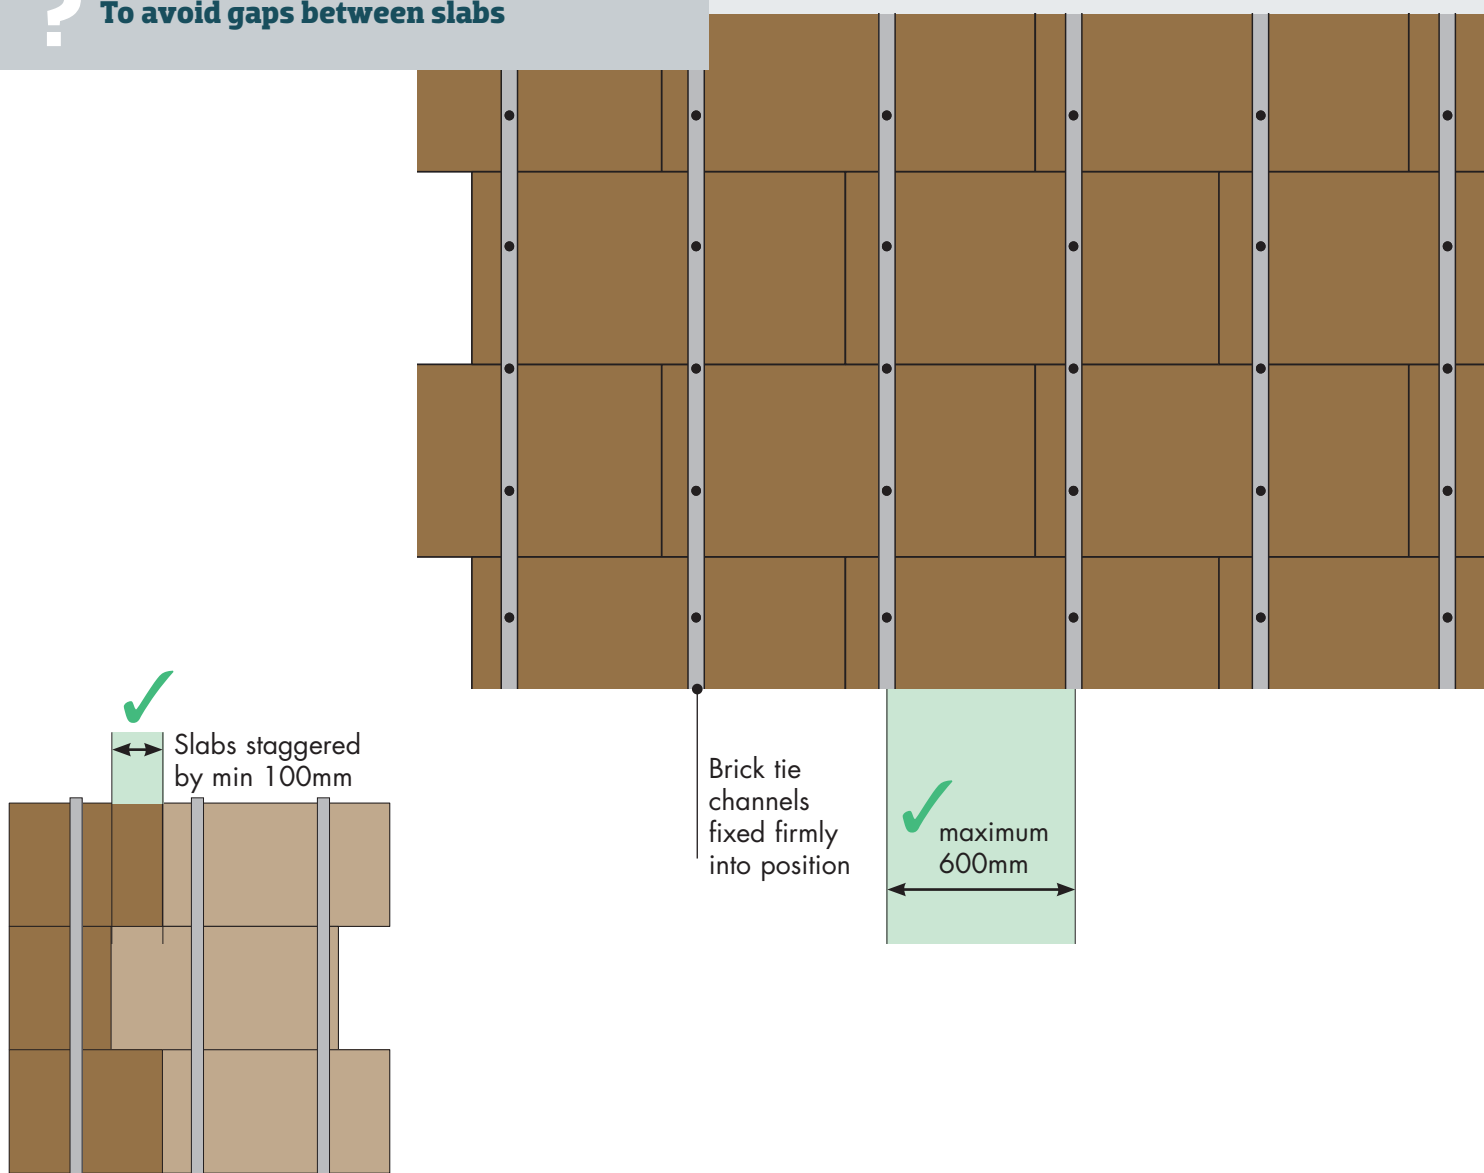 ?
To avoid gaps between slabs
Slabs staggered
by min 100mm
Brick tie
channels
fixed firmly
into position
maximum
600mm